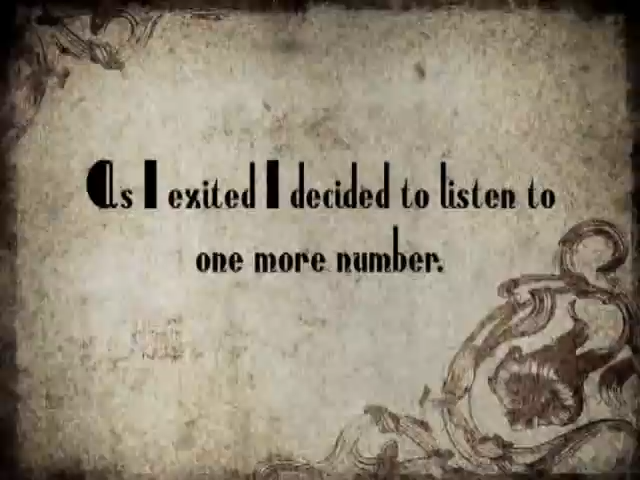 As I exited I decided to listen to
one more number.